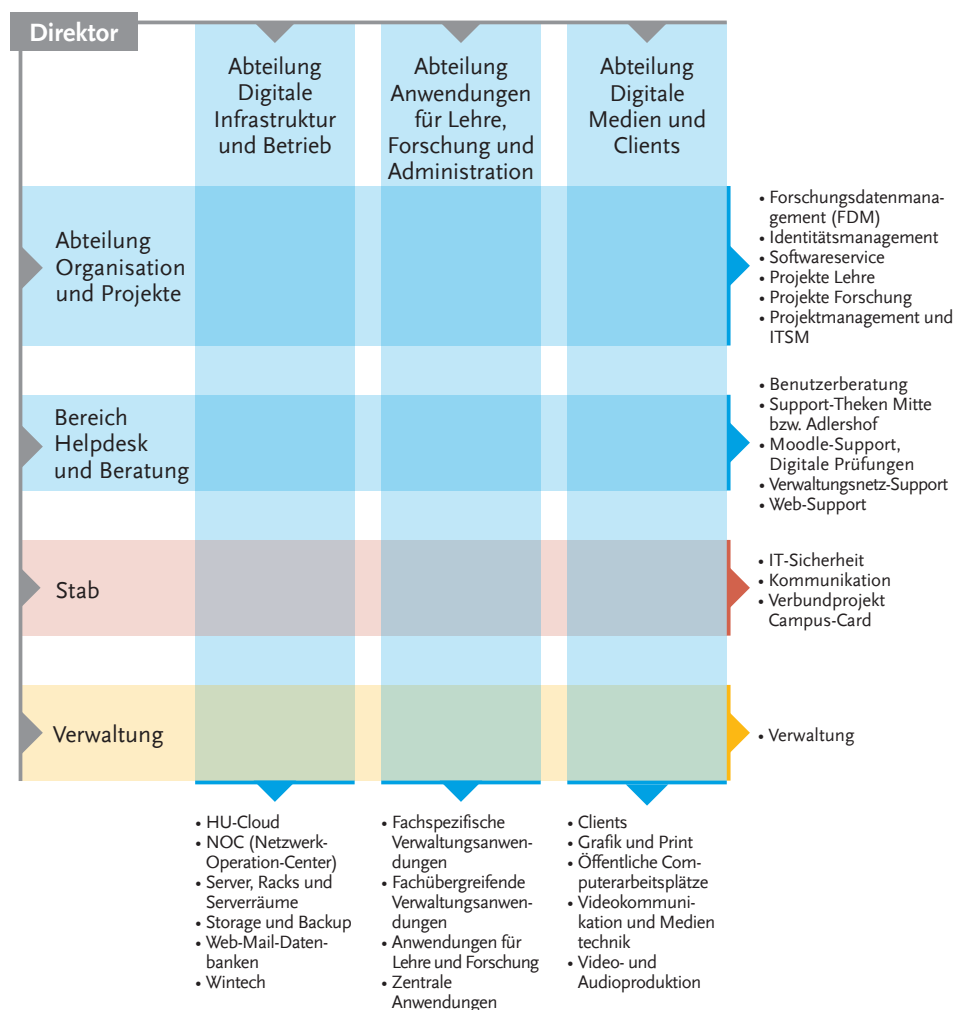 Direktor
Abteilung
Digitale
Infrastruktur
und Betrieb
Abteilung
Anwendungen
für Lehre,
Forschung und
Administration
Abteilung
Digitale
Medien und
Clients
Abteilung
Organisation
und Projekte
• Forschungsdatenmana-
gement (FDM)
• Identitätsmanagement
• Softwareservice
• Projekte Lehre
• Projekte Forschung
• Projektmanagement und
ITSM
Bereich
Helpdesk
und Beratung
• Benutzerberatung
• Support-Theken Mitte
bzw. Adlershof
• Moodle-Support,
Digitale Prüfungen
• Verwaltungsnetz-Support
• Web-Support
Stab
• IT-Sicherheit
• Kommunikation
• Verbundprojekt
Campus-Card
Verwaltung
• Verwaltung
• HU-Cloud
• NOC (Netzwerk-
Operation-Center)
• Server, Racks und
Serverräume
• Storage und Backup
• Web-Mail-Daten-
banken
• Wintech
• Fachspezifische
Verwaltungsanwen-
dungen
• Fachübergreifende
Verwaltungsanwen-
dungen
• Anwendungen für
Lehre und Forschung
• Zentrale
Anwendungen
• Clients
• Grafik und Print
• Öffentliche Com-
puterarbeitsplätze
• Videokommuni-
kation und Medien
technik
• Video- und
Audioproduktion